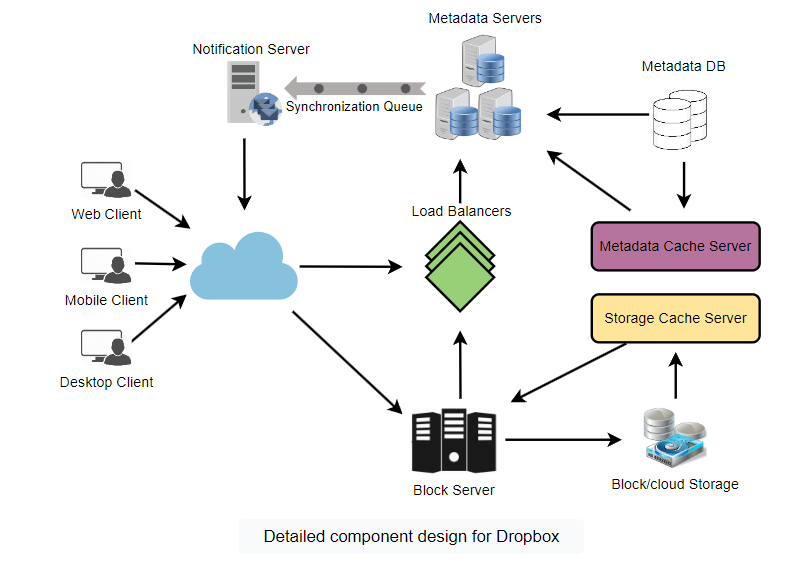 Metadata Servers
Notification Server
Metadata DB
Synchronization Queue
Web Client
Load Balancers
Metadata Cache Server
Mobile Client
Storage Cache Server
Desktop Client
Block/cloud Storage
Block Server
Detailed component design for Dropbox